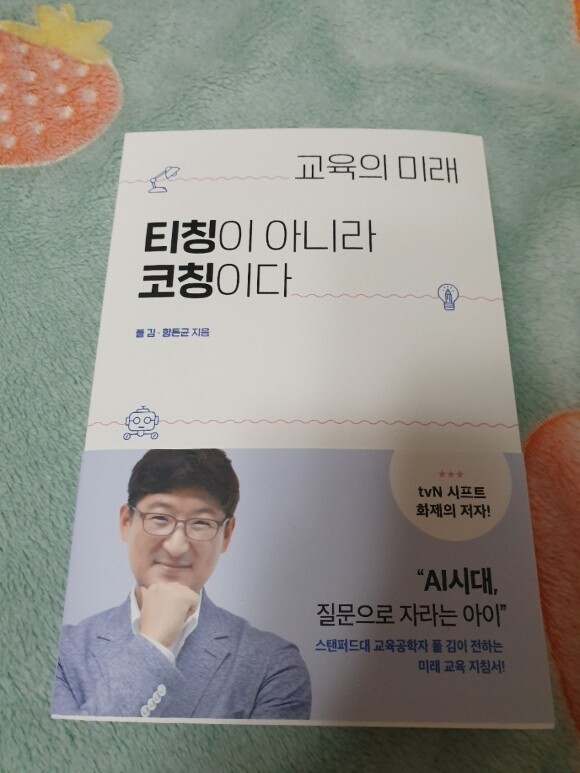 교육의 미래
티칭이 아니라
코칭이다
폴 김 · 함돈균 지음
★★★
tvN 시프트
화제의 저자!
“AI시대,
질문으로 자라는 아이”
스탠퍼드대 교육공학자 폴 김이 전하는
미래 교육 지침서!